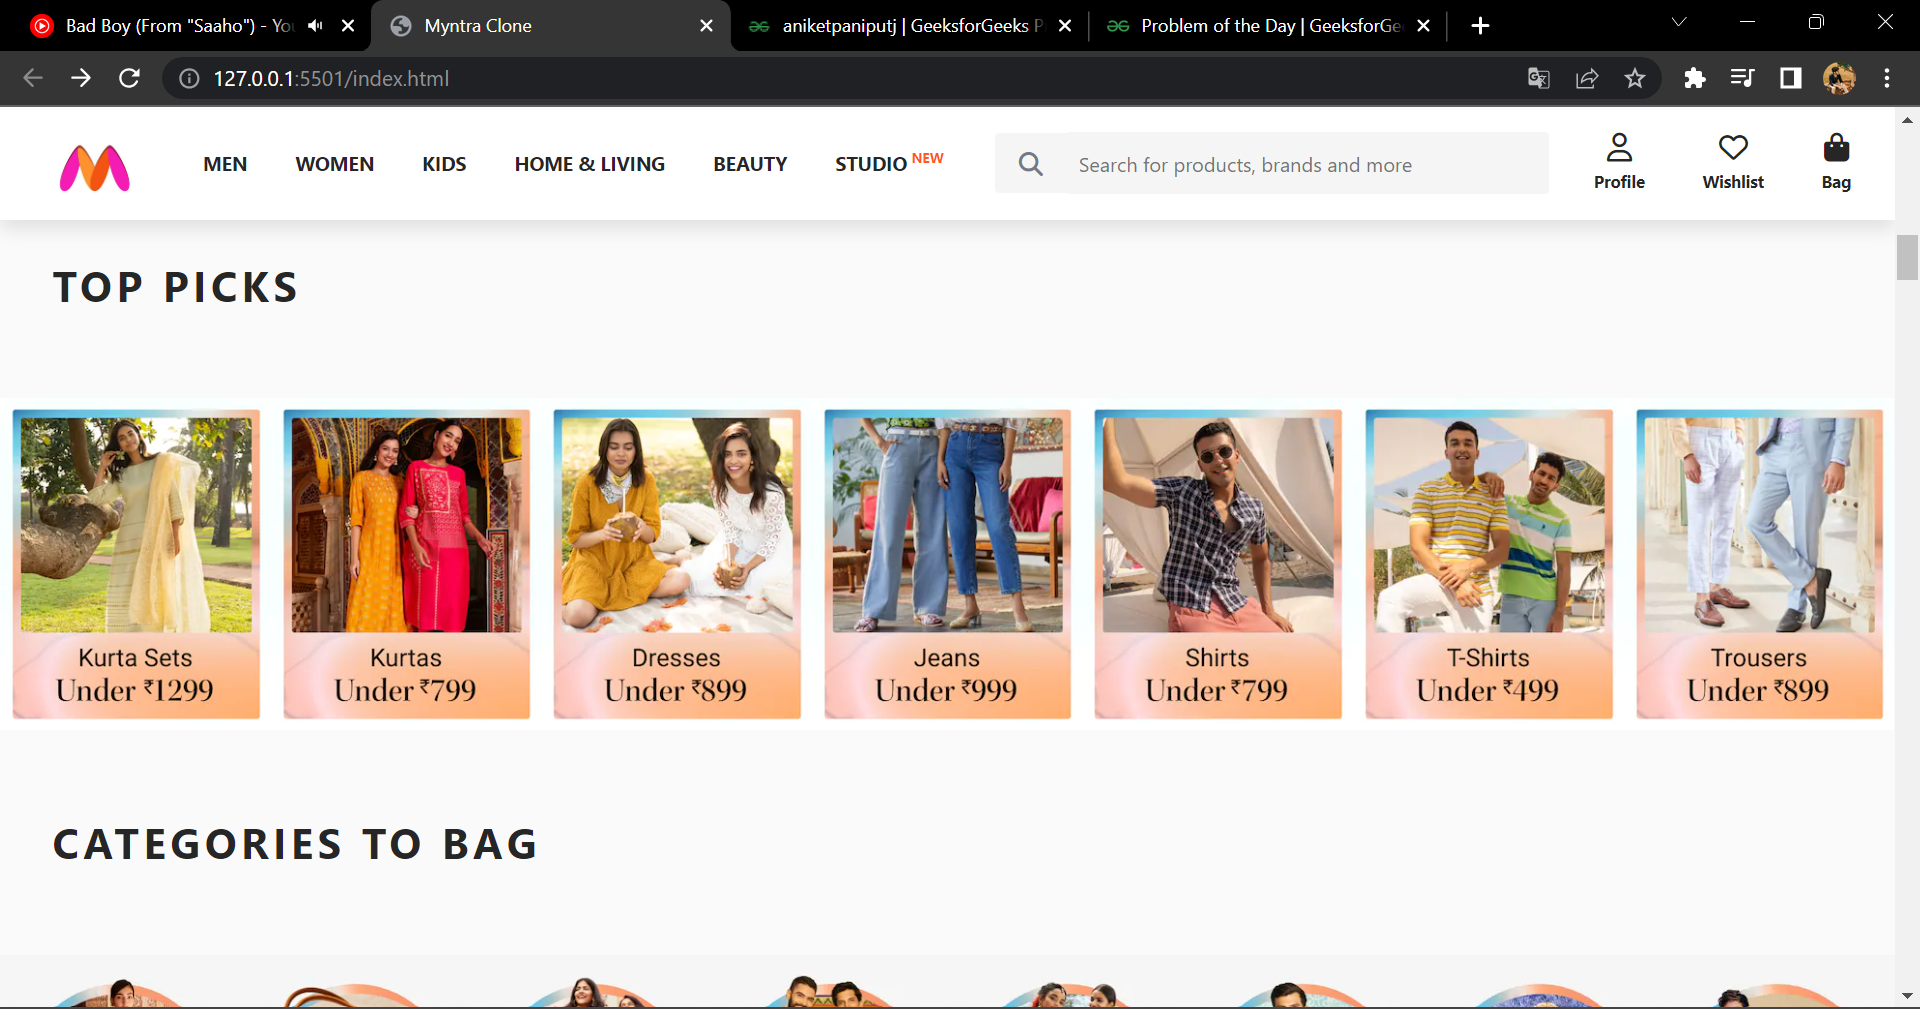 Bad Boy (From "Saaho") - Yo
Myntra Clone
aniketpaniputj | GeeksforGeeks P
Problem of the Day | GeeksforGe
127.0.0.1:5501/index.html
MEN WOMEN KIDS HOME & LIVING BEAUTY STUDIO NEW
Search for products, brands and more
Profile Wishlist Bag
TOP PICKS
Kurta Sets
Under ₹1299
Kurtas
Under ₹799
Dresses
Under ₹899
Jeans
Under ₹999
Shirts
Under ₹799
T-Shirts
Under ₹499
Trousers
Under ₹899
CATEGORIES TO BAG